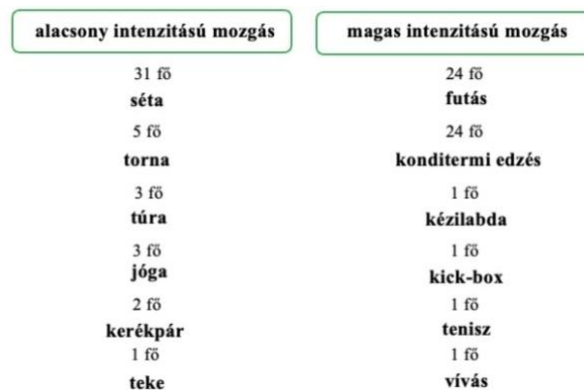 alacsony intenzitású mozgás
31 fő
séta
5 fő
torna
3 fő
túra
3 fő
jóga
2 fő
kerékpár
1 fő
teke
magas intenzitású mozgás
24 fő
futás
24 fő
konditermi edzés
1 fő
kézilabda
1 fő
kick-box
1 fő
tenisz
1 fő
vívás